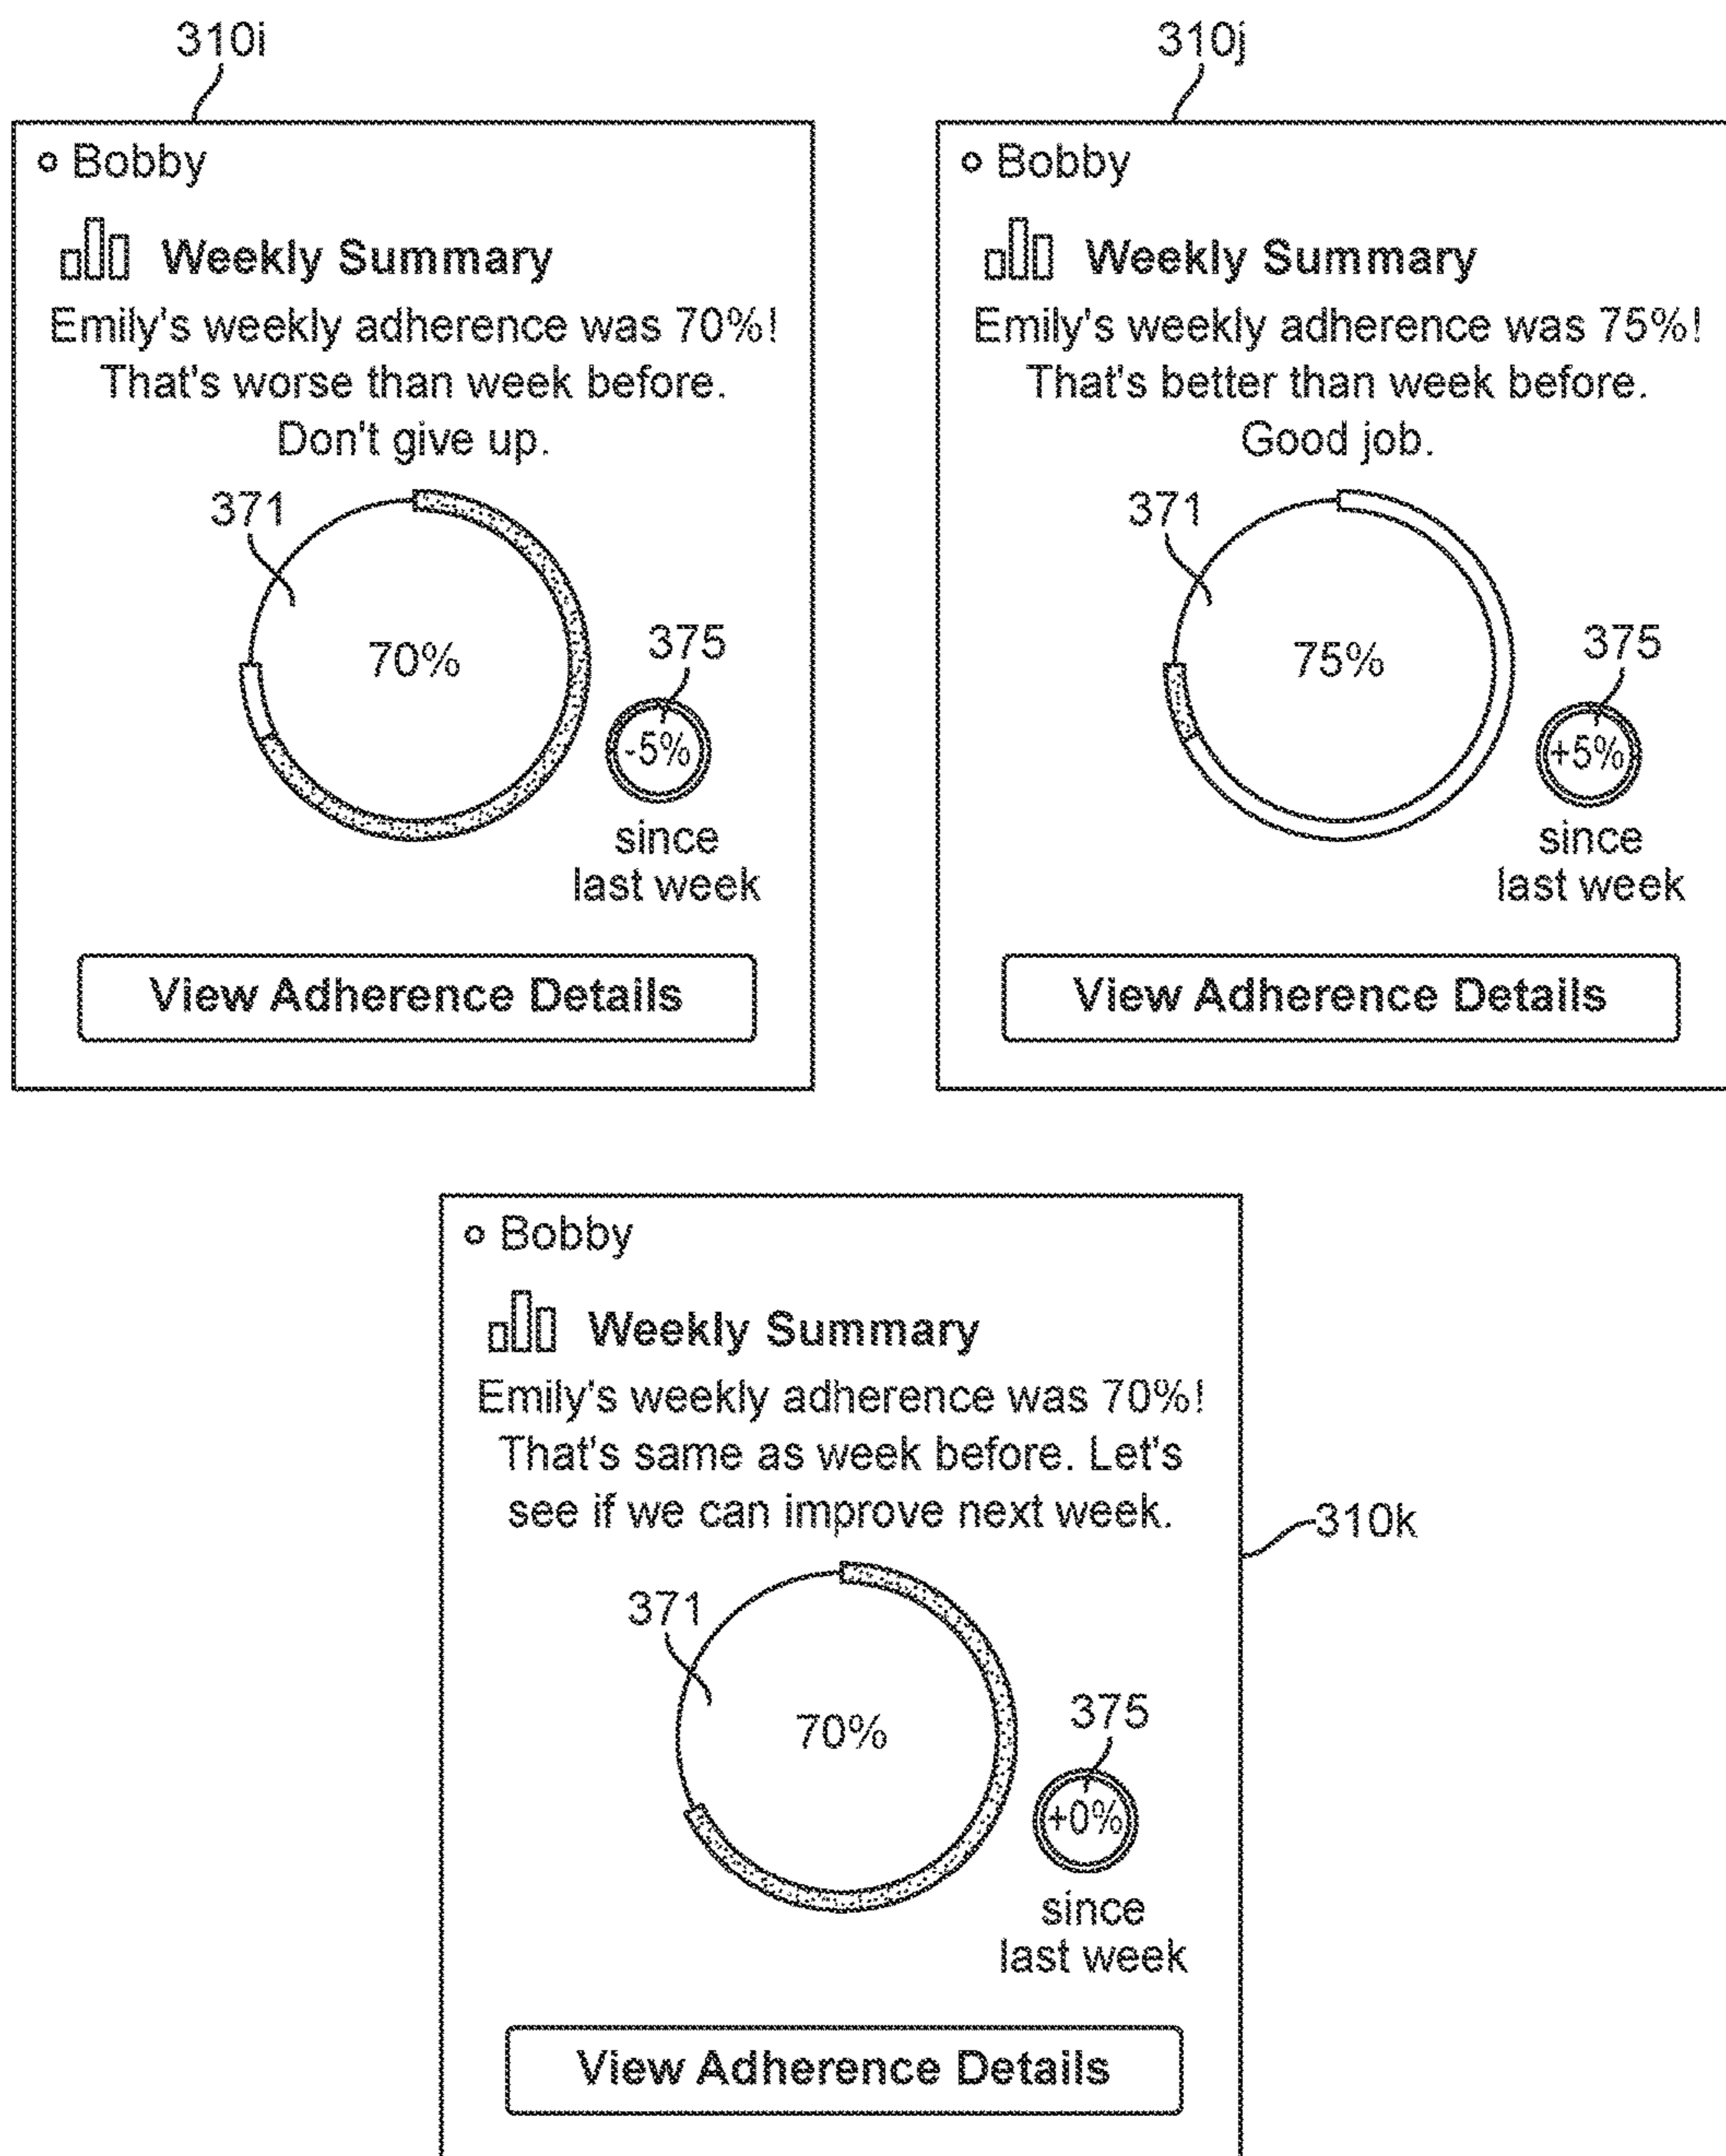 310i
Bobby
Weekly Summary
Emily's weekly adherence was 70%!
That's worse than week before.
Don't give up.
371
70%
375
-5%
since
last week
View Adherence Details
310j
Bobby
Weekly Summary
Emily's weekly adherence was 75%!
That's better than week before.
Good job.
371
75%
375
+5%
since
last week
View Adherence Details
Bobby
Weekly Summary
Emily's weekly adherence was 70%!
That's same as week before. Let's
see if we can improve next week.
310k
371
70%
375
+0%
since
last week
View Adherence Details